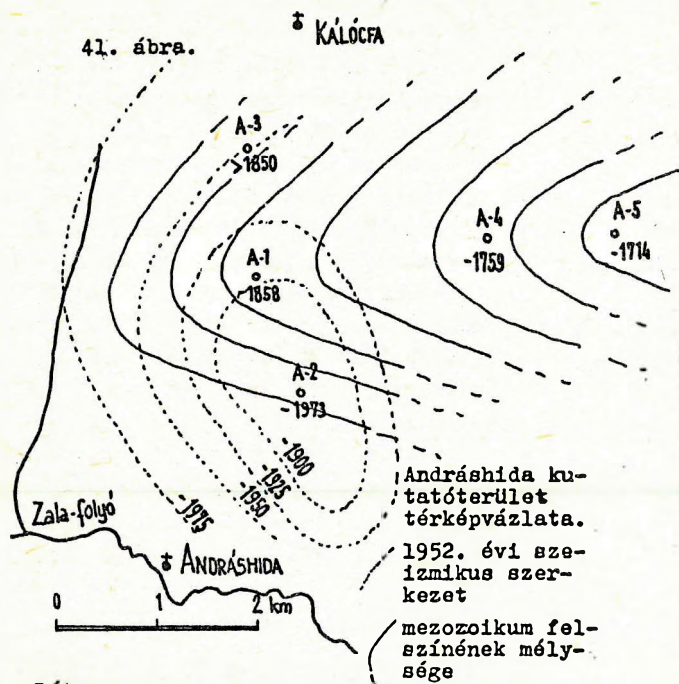 41. ábra.
KÁLÓCFA
A-3
>1850
A-4
-1759
A-5
-1714
A-1
-1858
A-2
-1973
-1900
-1925
-1950
-1975
Zala-folyó
ANDRÁSHIDA
0 1 2 km
Andráshida ku-
tatóterület
térképvázlata.
1952. évi sze-
izmikus szer-
kezet
mezozoikum fel-
színének mély-
sége